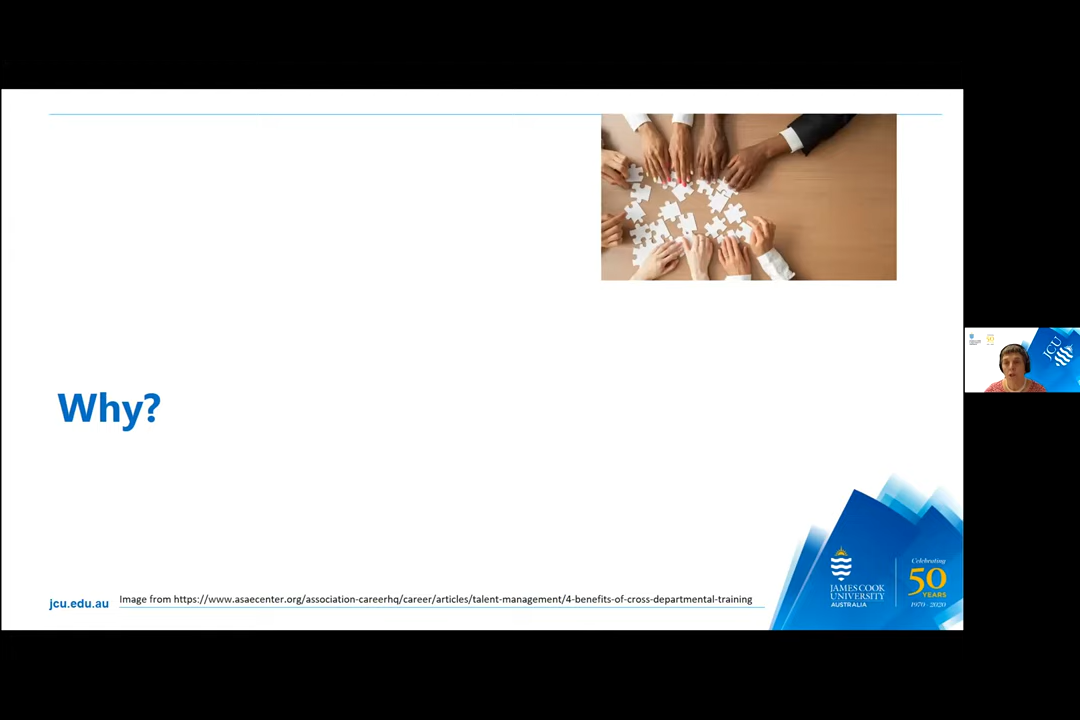 Why?
jcu.edu.au
Image from https://www.asaecenter.org/association-careerhq/career/articles/talent-management/4-benefits-of-cross-departmental-training
JAMES COOK
UNIVERSITY
AUSTRALIA
Celebrating
50
YEARS
1970 - 2020
JCU